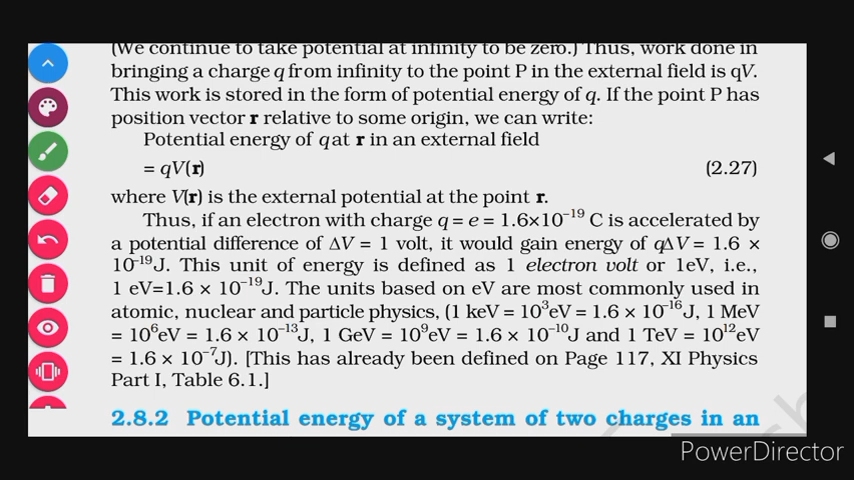 (We continue to take potential at infinity to be zero.) Thus, work done in
bringing a charge q from infinity to the point P in the external field is qV.
This work is stored in the form of potential energy of q. If the point P has
position vector r relative to some origin, we can write:
Potential energy of q at r in an external field
= qV(r) (2.27)
where V(r) is the external potential at the point r.
Thus, if an electron with charge q = e = 1.6×10⁻¹⁹ C is accelerated by
a potential difference of ΔV = 1 volt, it would gain energy of qΔV = 1.6 ×
10⁻¹⁹J. This unit of energy is defined as 1 electron volt or 1eV, i.e.,
1 eV=1.6 × 10⁻¹⁹J. The units based on eV are most commonly used in
atomic, nuclear and particle physics, (1 keV = 10³eV = 1.6 × 10⁻¹⁶J, 1 MeV
= 10⁶eV = 1.6 × 10⁻¹³J, 1 GeV = 10⁹eV = 1.6 × 10⁻¹⁰J and 1 TeV = 10¹²eV
= 1.6 × 10⁻⁷J). [This has already been defined on Page 117, XI Physics
Part I, Table 6.1.]
2.8.2 Potential energy of a system of two charges in an
PowerDirector